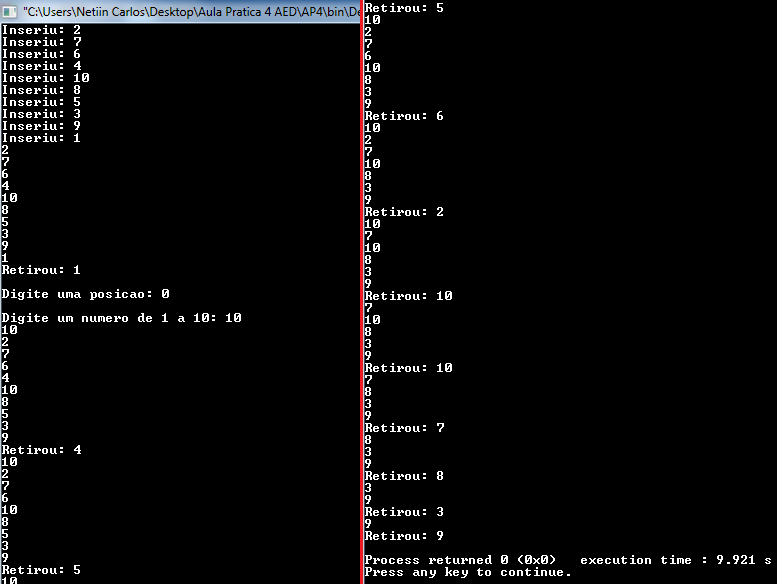 "C:\Users\Netiin Carlos\Desktop\Aula Pratica 4 AED\AP4\bin\De
Inseriu: 2
Inseriu: 7
Inseriu: 6
Inseriu: 4
Inseriu: 10
Inseriu: 8
Inseriu: 5
Inseriu: 3
Inseriu: 9
Inseriu: 1
2
7
6
4
10
8
5
3
9
1
Retirou: 1
Digite uma posicao: 0
Digite um numero de 1 a 10: 10
10
2
7
6
4
10
8
5
3
9
Retirou: 4
10
2
7
6
10
8
5
3
9
Retirou: 5
10
Retirou: 5
10
2
7
6
10
8
3
9
Retirou: 6
10
2
7
10
8
3
9
Retirou: 2
10
7
10
8
3
9
Retirou: 10
7
10
8
3
9
Retirou: 10
7
8
3
9
Retirou: 7
8
3
9
Retirou: 8
3
9
Retirou: 3
9
Retirou: 9
Process returned 0 (0x0)   execution time : 9.921 s
Press any key to continue.